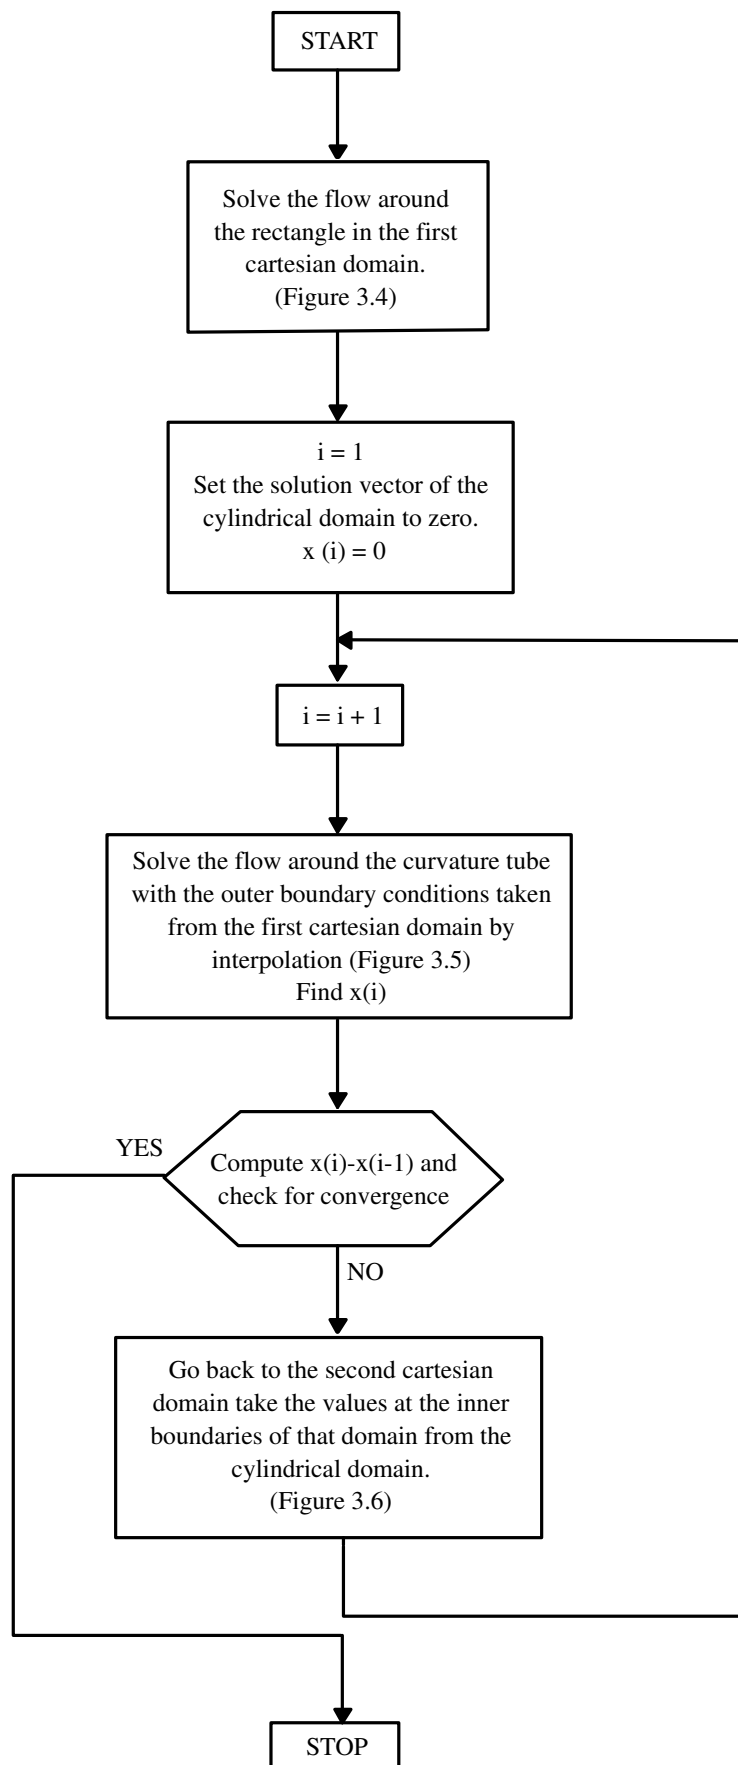 START
Solve the flow around
the rectangle in the first
cartesian domain.
(Figure 3.4)
i = 1
Set the solution vector of the
cylindrical domain to zero.
x (i) = 0
i = i + 1
Solve the flow around the curvature tube
with the outer boundary conditions taken
from the first cartesian domain by
interpolation (Figure 3.5)
Find x(i)
YES
Compute x(i)-x(i-1) and
check for convergence
NO
Go back to the second cartesian
domain take the values at the inner
boundaries of that domain from the
cylindrical domain.
(Figure 3.6)
STOP